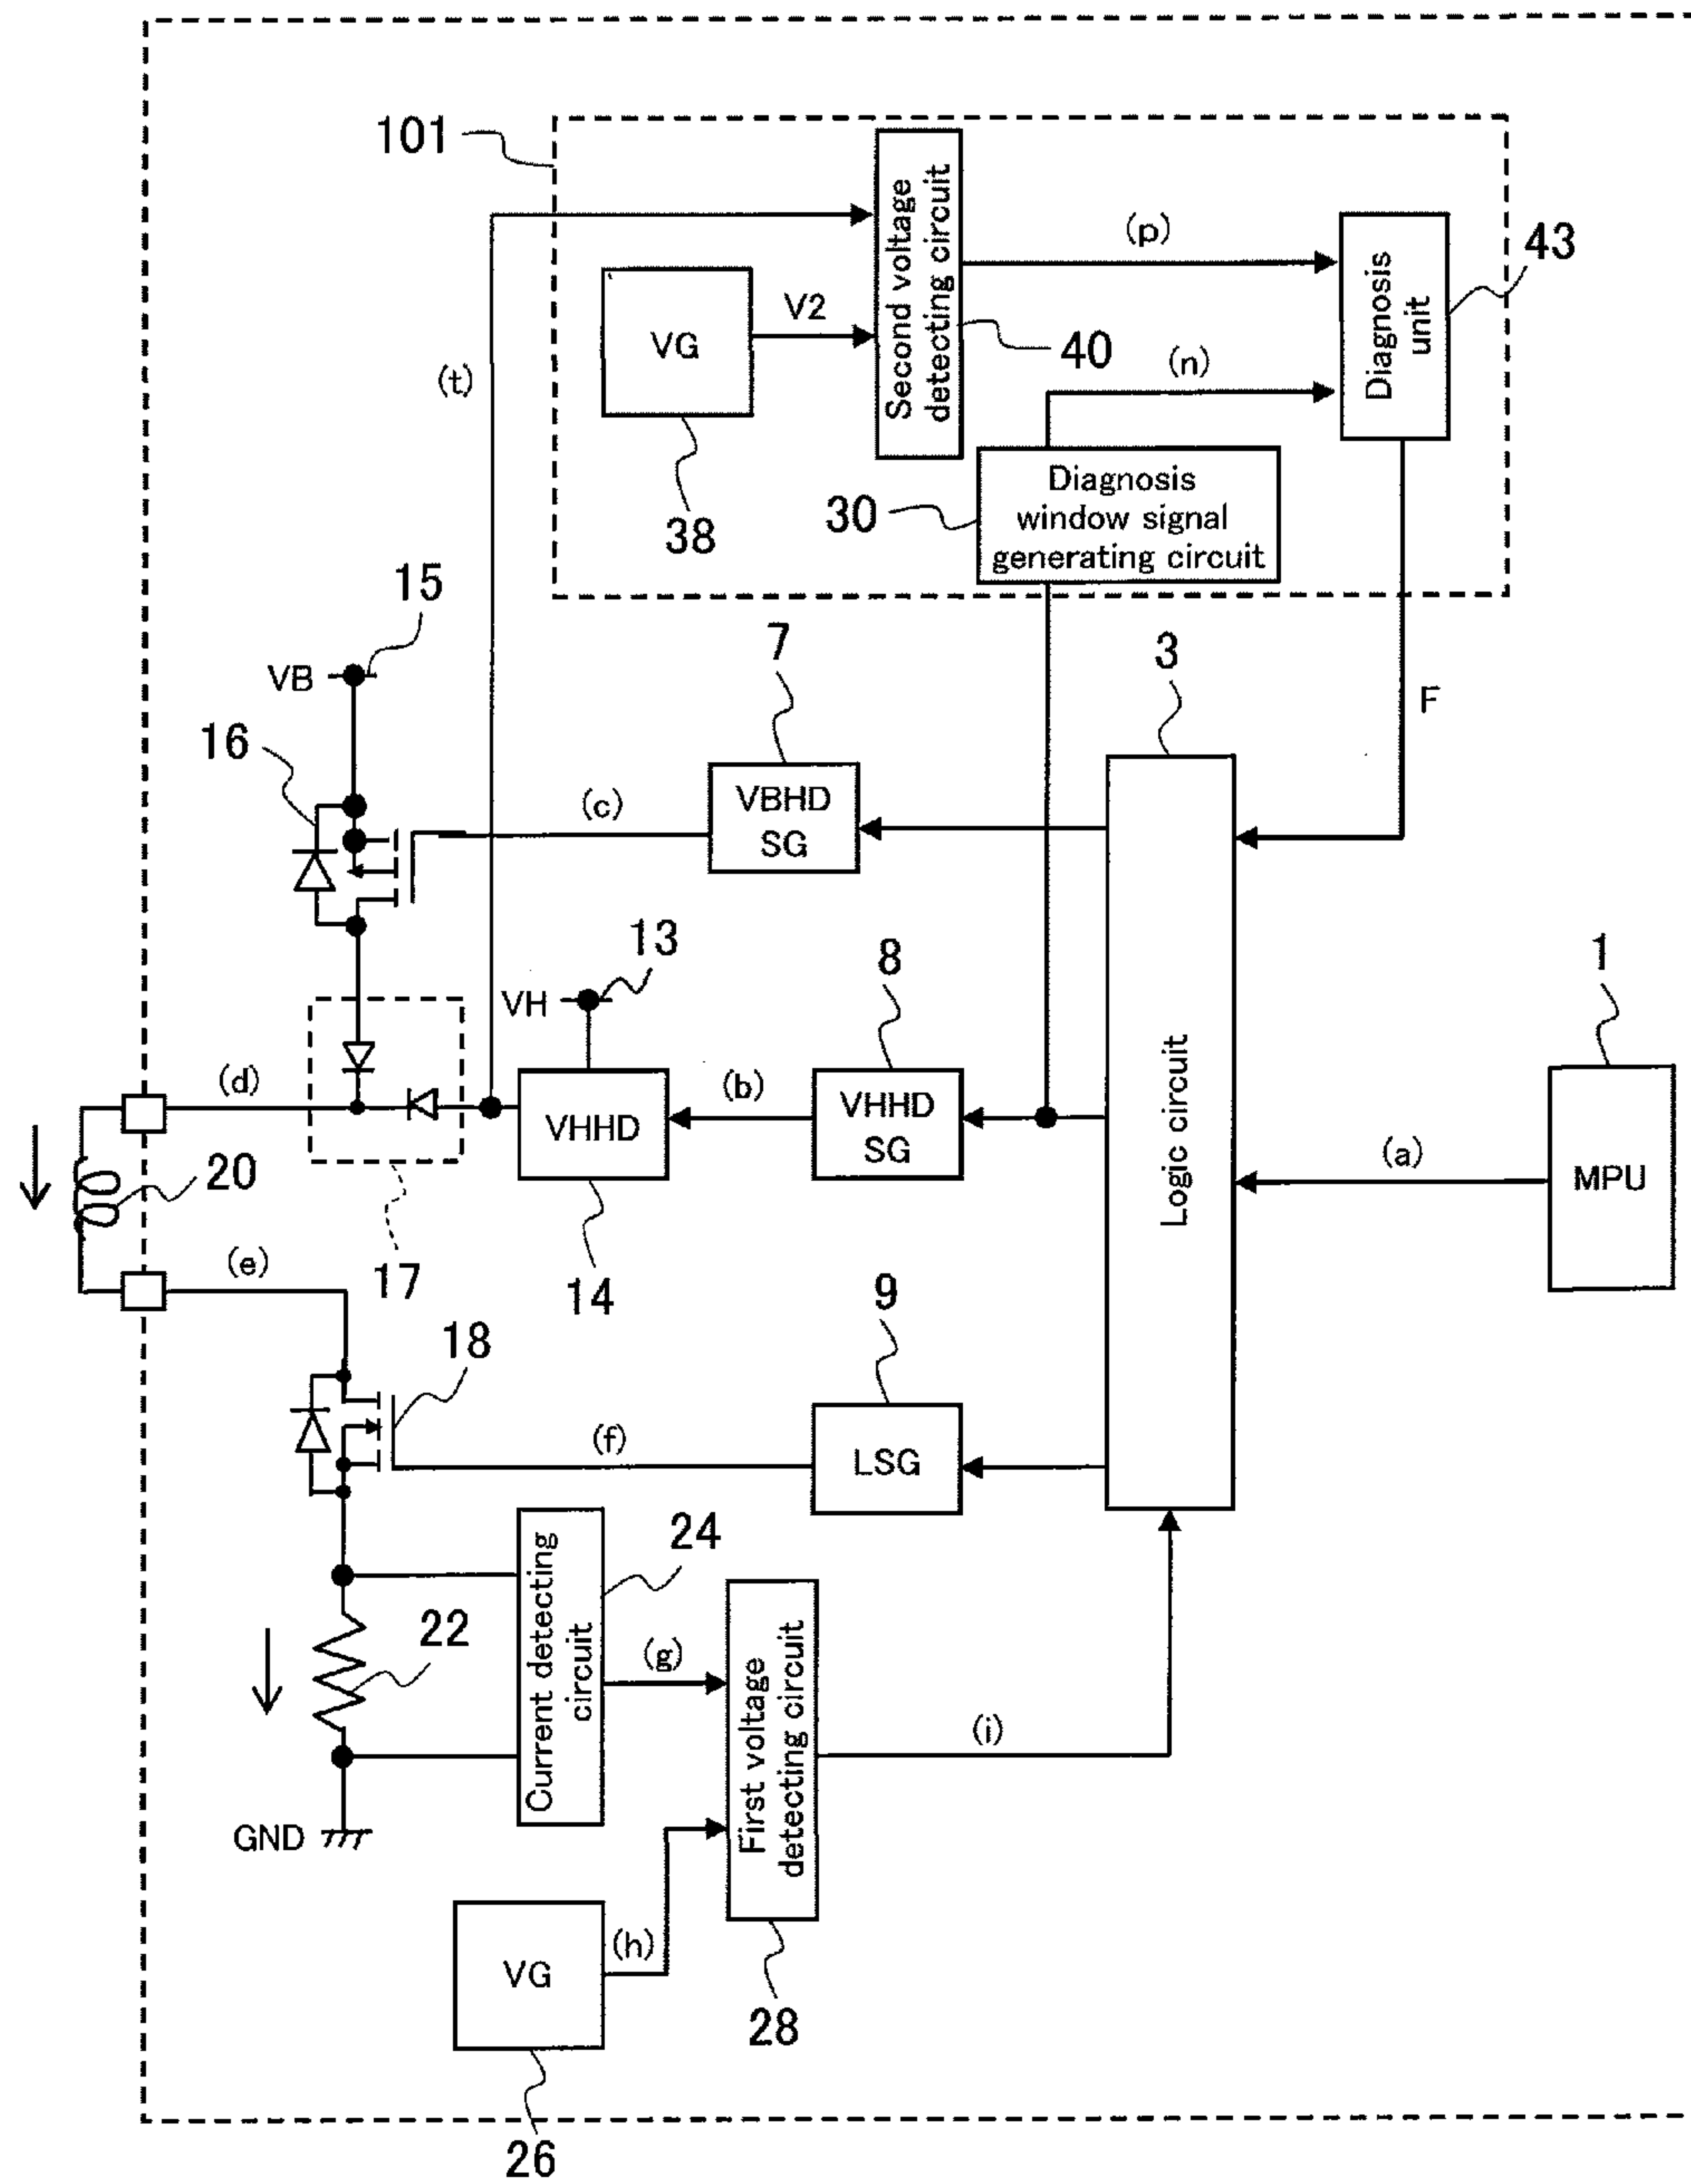 101
Second voltage
detecting circuit
(p)
43
Diagnosis
unit
VG
V2
40
(t)
(n)
38
30
Diagnosis
window signal
generating circuit
15
VB
7
3
F
16
(c)
VBHD
SG
13
8
1
VH
(d)
(b)
VHHD
VHHD
SG
Logic circuit
(a)
MPU
20
(e)
17
14
9
18
(f)
LSG
24
Current detecting
circuit
22
(g)
First voltage
detecting circuit
(i)
GND
(h)
VG
28
26